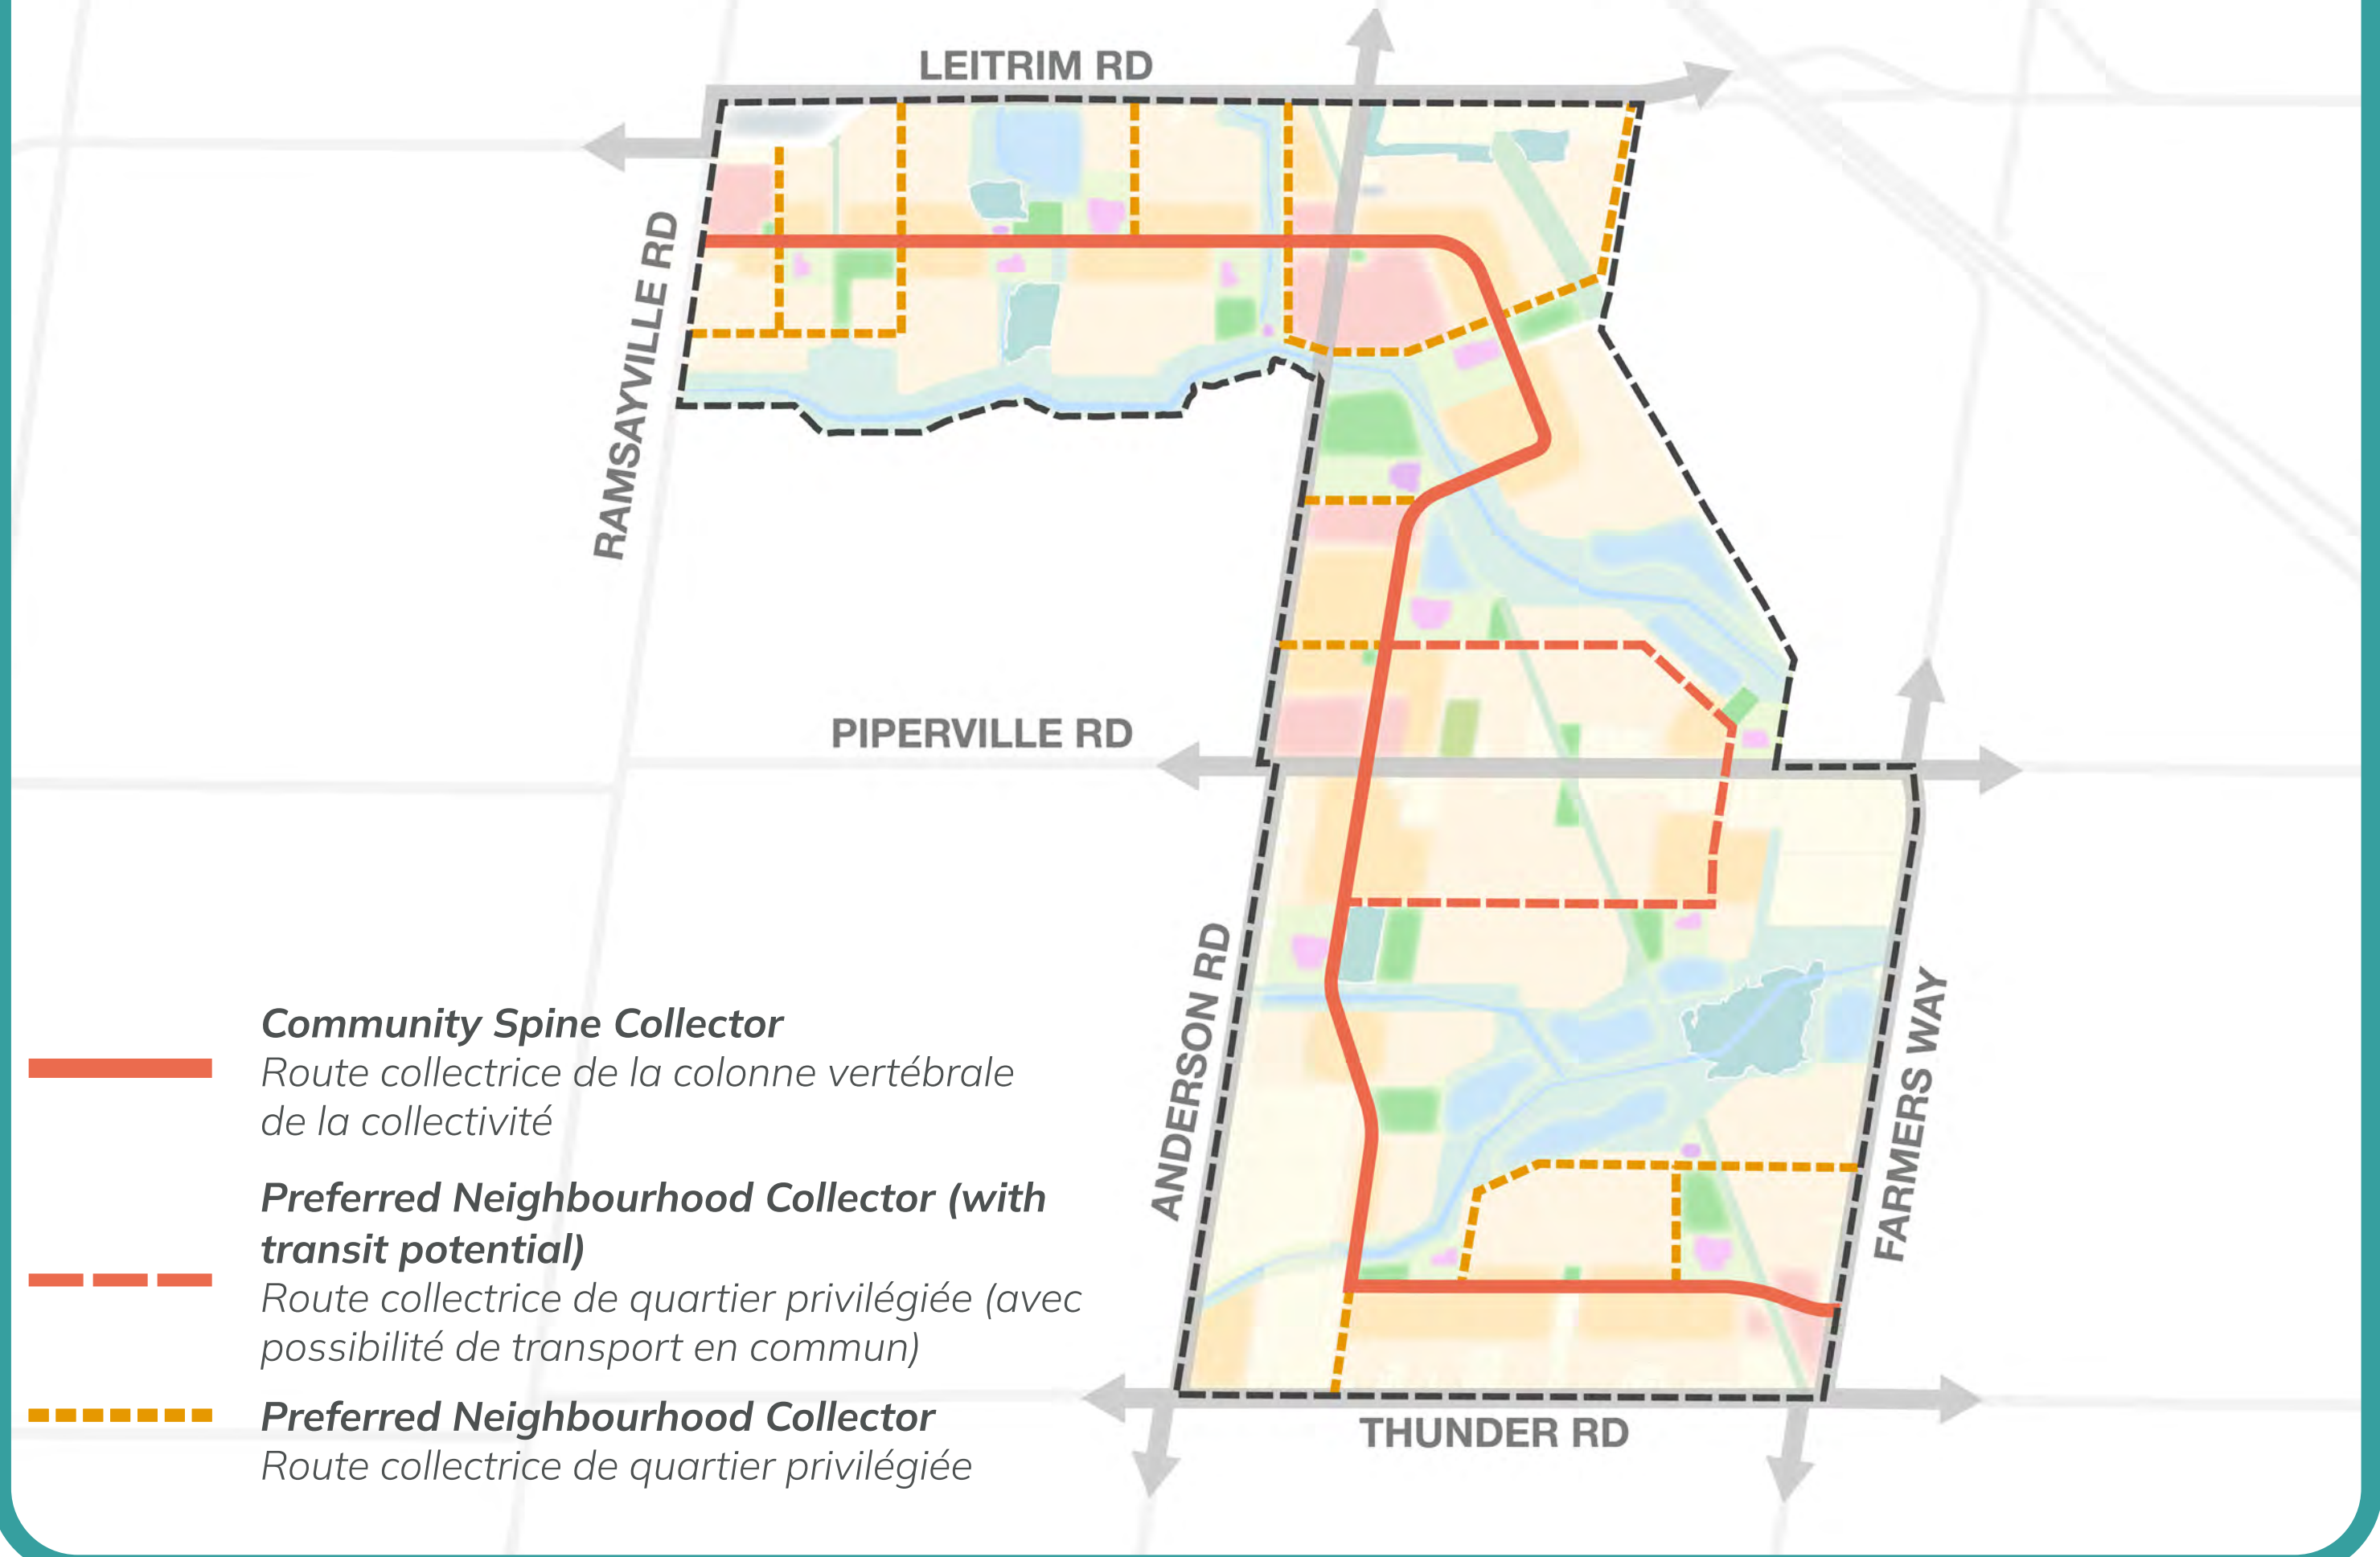 LEITRIM RD
RAMSAYVILLE RD
PIPERVILLE RD
ANDERSON RD
FARMERS WAY
THUNDER RD
Community Spine Collector
Route collectrice de la colonne vertébrale
de la collectivité
Preferred Neighbourhood Collector (with
transit potential)
Route collectrice de quartier privilégiée (avec
possibilité de transport en commun)
Preferred Neighbourhood Collector
Route collectrice de quartier privilégiée